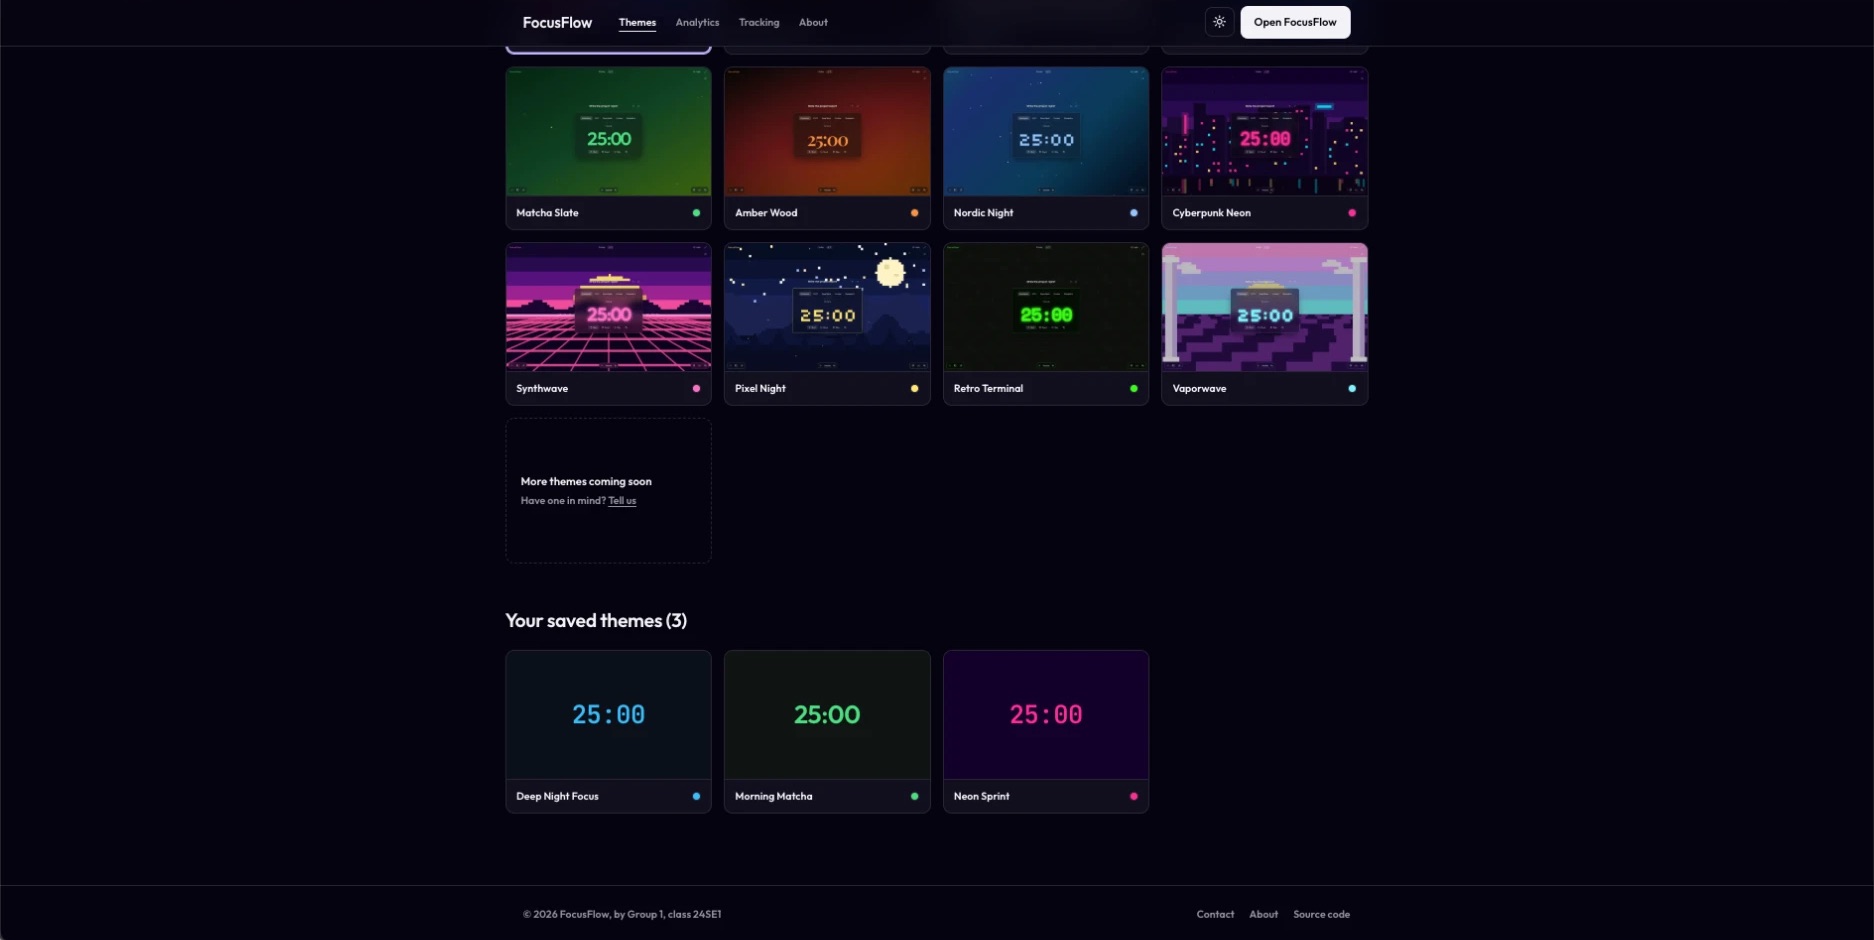 FocusFlow
Themes
Analytics
Tracking
About
Open FocusFlow
25:00
25:00
25:00
25:00
Matcha Slate
Amber Wood
Nordic Night
Cyberpunk Neon
25:00
25:00
25:00
25:00
Synthwave
Pixel Night
Retro Terminal
Vaporwave
More themes coming soon
Have one in mind? Tell us
Your saved themes (3)
25:00
25:00
25:00
Deep Night Focus
Morning Matcha
Neon Sprint
© 2026 FocusFlow, by Group 1, class 24SE1
Contact
About
Source code